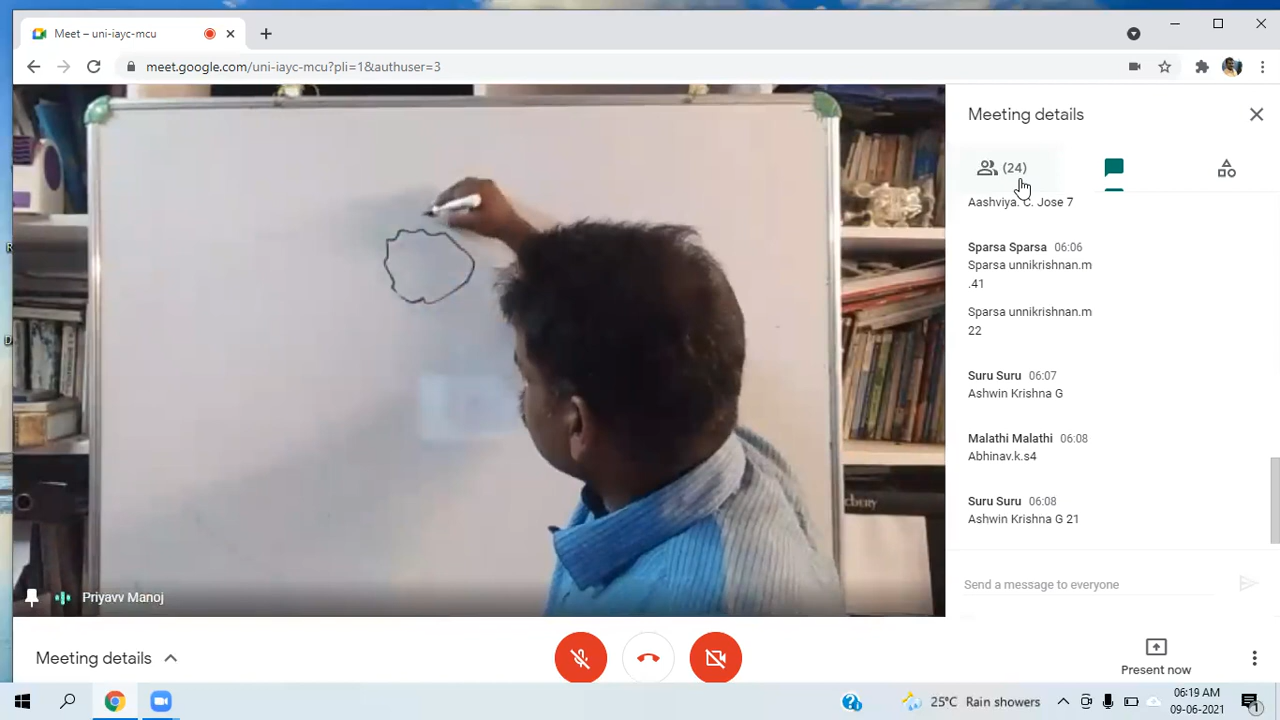 Meet – uni-iayc-mcu
meet.google.com/uni-iayc-mcu?pli=1&authuser=3
Meeting details
(24)
Aashviya. C. Jose 7
Sparsa Sparsa 06:06
Sparsa unnikrishnan.m
.41
Sparsa unnikrishnan.m
22
Suru Suru 06:07
Ashwin Krishna G
Malathi Malathi 06:08
Abhinav.k.s4
Suru Suru 06:08
Ashwin Krishna G 21
Send a message to everyone
Priyavv Manoj
Meeting details
Present now
25°C Rain showers
06:19 AM
09-06-2021
1